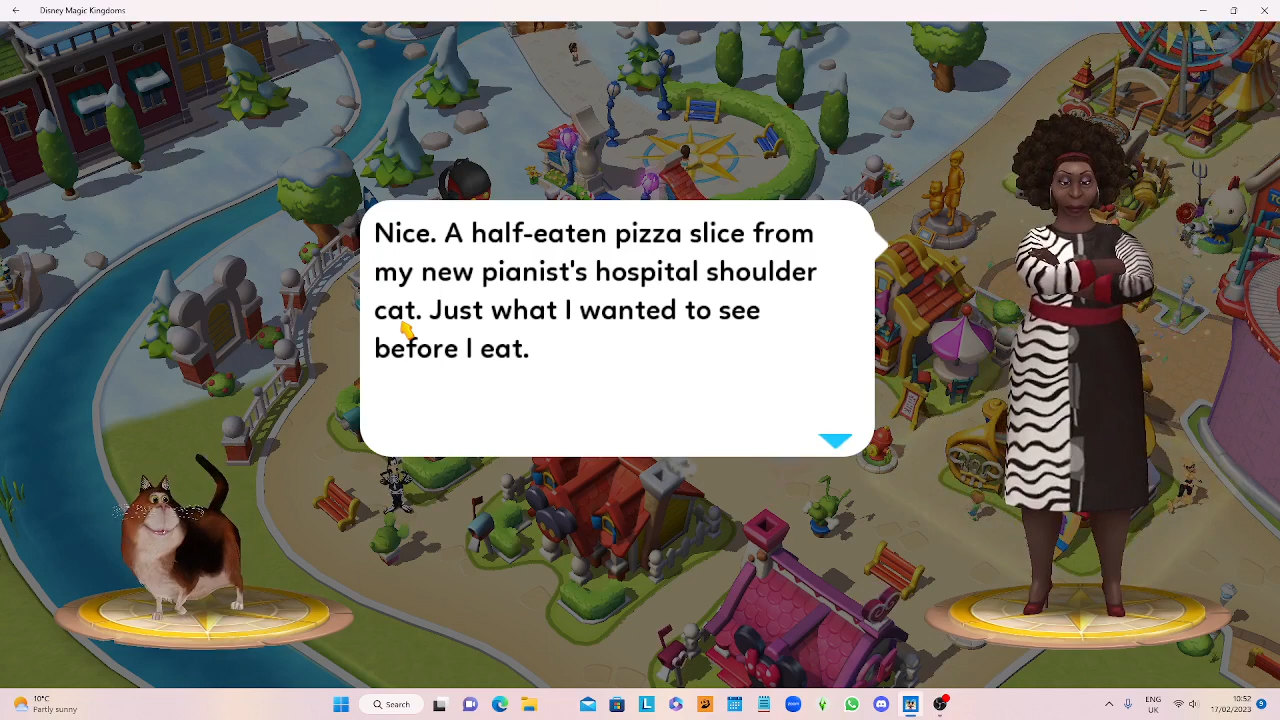 Disney Magic Kingdoms
Nice. A half-eaten pizza slice from
my new pianist's hospital shoulder
cat. Just what I wanted to see
before I eat.
10°C
Partly sunny
Search
zoom
ENG
UK
10:52
17/02/2023